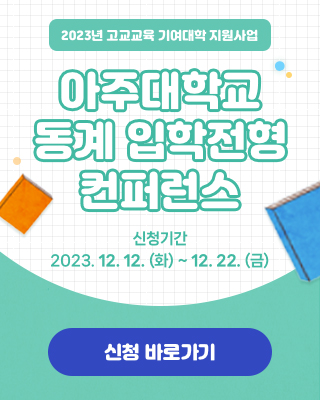 2023년 고교교육 기여대학 지원사업
아주대학교
동계 입학전형
컨퍼런스
신청기간
2023. 12. 12. (화) ~ 12. 22. (금)
신청 바로가기